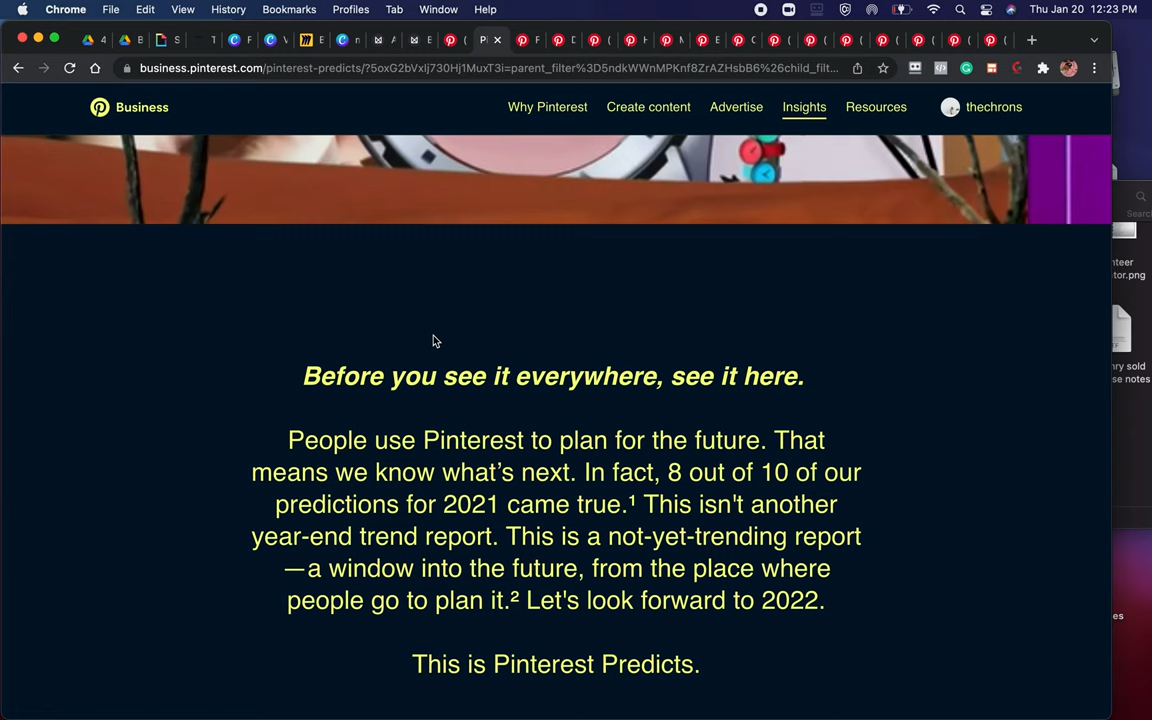 Chrome File Edit View History Bookmarks Profiles Tab Window Help Thu Jan 20 12:23 PM
business.pinterest.com/pinterest-predicts/?5oxG2bVxlj730Hj1MuxT3i=parent_filter%3D5ndkWWnMPKnf8ZrAZHsbB6%26child_filt...
Business Why Pinterest Create content Advertise Insights Resources thechrons
Before you see it everywhere, see it here.
People use Pinterest to plan for the future. That
means we know what's next. In fact, 8 out of 10 of our
predictions for 2021 came true.¹ This isn't another
year-end trend report. This is a not-yet-trending report
—a window into the future, from the place where
people go to plan it.² Let's look forward to 2022.
This is Pinterest Predicts.